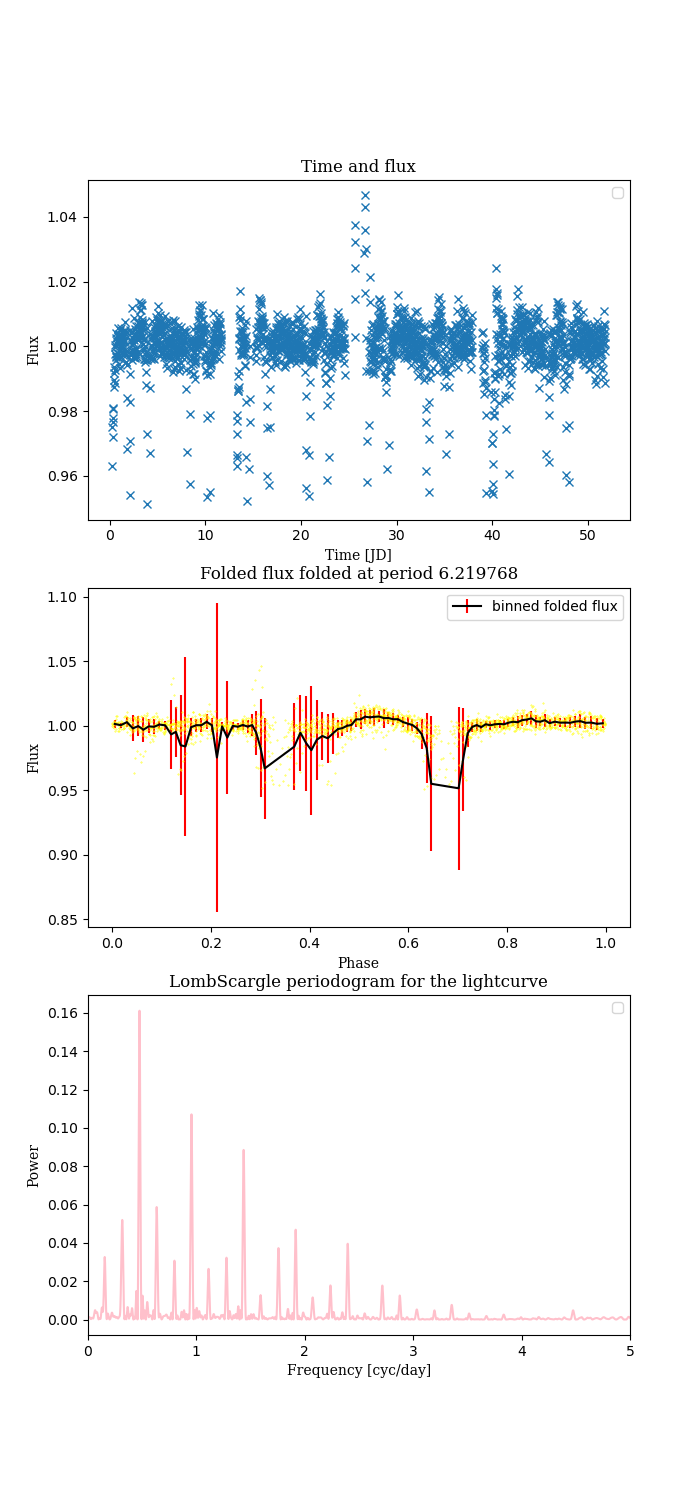 Time and flux
1.04
1.02
1.00
0.98
0.96
Flux
0 10 20 30 40 50
Time [JD]
Folded flux folded at period 6.219768
binned folded flux
1.10
1.05
1.00
0.95
0.90
0.85
Flux
0.0 0.2 0.4 0.6 0.8 1.0
Phase
LombScargle periodogram for the lightcurve
0.16
0.14
0.12
0.10
0.08
0.06
0.04
0.02
0.00
Power
0 1 2 3 4 5
Frequency [cyc/day]